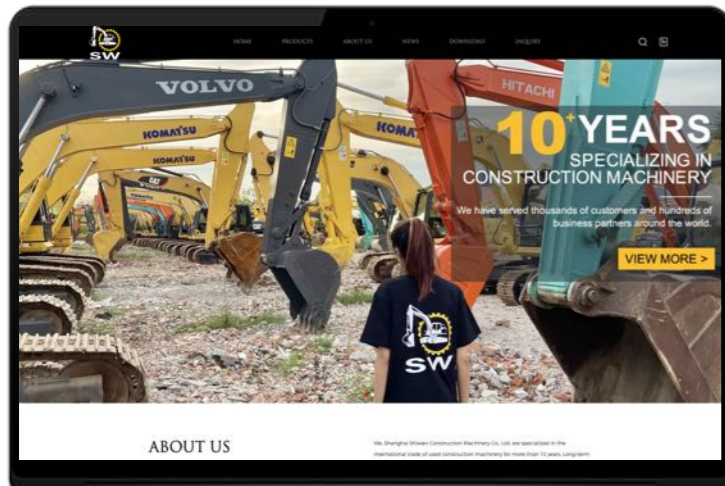 SW
HOME PRODUCTS ABOUT US NEWS DOWNLOAD INQUIRY
VOLVO
HITACHI
KOMATSU
KOMATSU
KOMATSU
CAT
10+ YEARS
SPECIALIZING IN
CONSTRUCTION MACHINERY
We have served thousands of customers and hundreds of
business partners around the world.
VIEW MORE >
SW
ABOUT US
We, Shanghai Shiwan Construction Machinery Co., Ltd. are specialized in the
international trade of used construction machinery for more than 10 years. Long-term